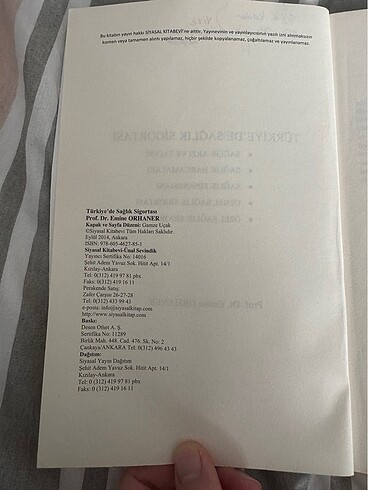 Bu kitabın yayın hakkı SİYASAL KİTABEVİ'ne aittir. Yayınevinin ve yayınlayıcısının yazılı izni alınmaksızın
kısmen veya tamamen alıntı yapılamaz, hiçbir şekilde kopyalanamaz, çoğaltılamaz ve yayınlanamaz.
Türkiye'de Sağlık Sigortası
Prof. Dr. Emine ORHANER
Kapak ve Sayfa Düzeni: Gamze Uçak
©Siyasal Kitabevi Tüm Hakları Saklıdır.
Eylül 2014, Ankara
ISBN: 978-605-4627-85-1
Siyasal Kitabevi-Ünal Sevindik
Yayıncı Sertifika No: 14016
Şehit Adem Yavuz Sok. Hitit Apt. 14/1
Kızılay-Ankara
Tel: 0(312) 419 97 81 pbx
Faks: 0(312) 419 16 11
Perakende Satış:
Zafer Çarşısı 26-27-28
Tel: 0(312) 433 99 43
e-posta: info@siyasalkitap.com
http://www.siyasalkitap.com
Baskı:
Desen Ofset A. Ş.
Sertifika No: 11289
Birlik Mah. 448. Cad. 476. Sk. No: 2
Çankaya/ANKARA Tel: 0(312) 496 43 43
Dağıtım:
Siyasal Yayın Dağıtım
Şehit Adem Yavuz Sok. Hitit Apt. 14/1
Kızılay-Ankara
Tel: 0 (312) 419 97 81 pbx
Faks: 0 (312) 419 16 11